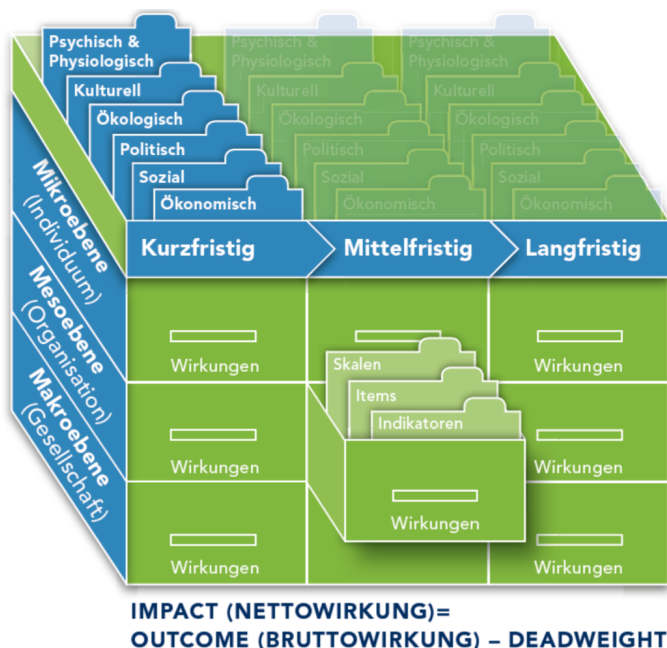 Psychisch &
Physiologisch
Kulturell
Ökologisch
Politisch
Sozial
Ökonomisch
Psychisch &
Physiologisch
Kulturell
Ökologisch
Politisch
Sozial
Ökonomisch
Psychisch &
Physiologisch
Kulturell
Ökologisch
Politisch
Sozial
Ökonomisch
Kurzfristig
Mittelfristig
Langfristig
Mikroebene
(Individuum)
Mesoebene
(Organisation)
Makroebene
(Gesellschaft)
Wirkungen
Wirkungen
Skalen
Items
Indikatoren
Wirkungen
Wirkungen
Wirkungen
Wirkungen
Wirkungen
Wirkungen
IMPACT (NETTOWIRKUNG)=
OUTCOME (BRUTTOWIRKUNG) – DEADWEIGHT